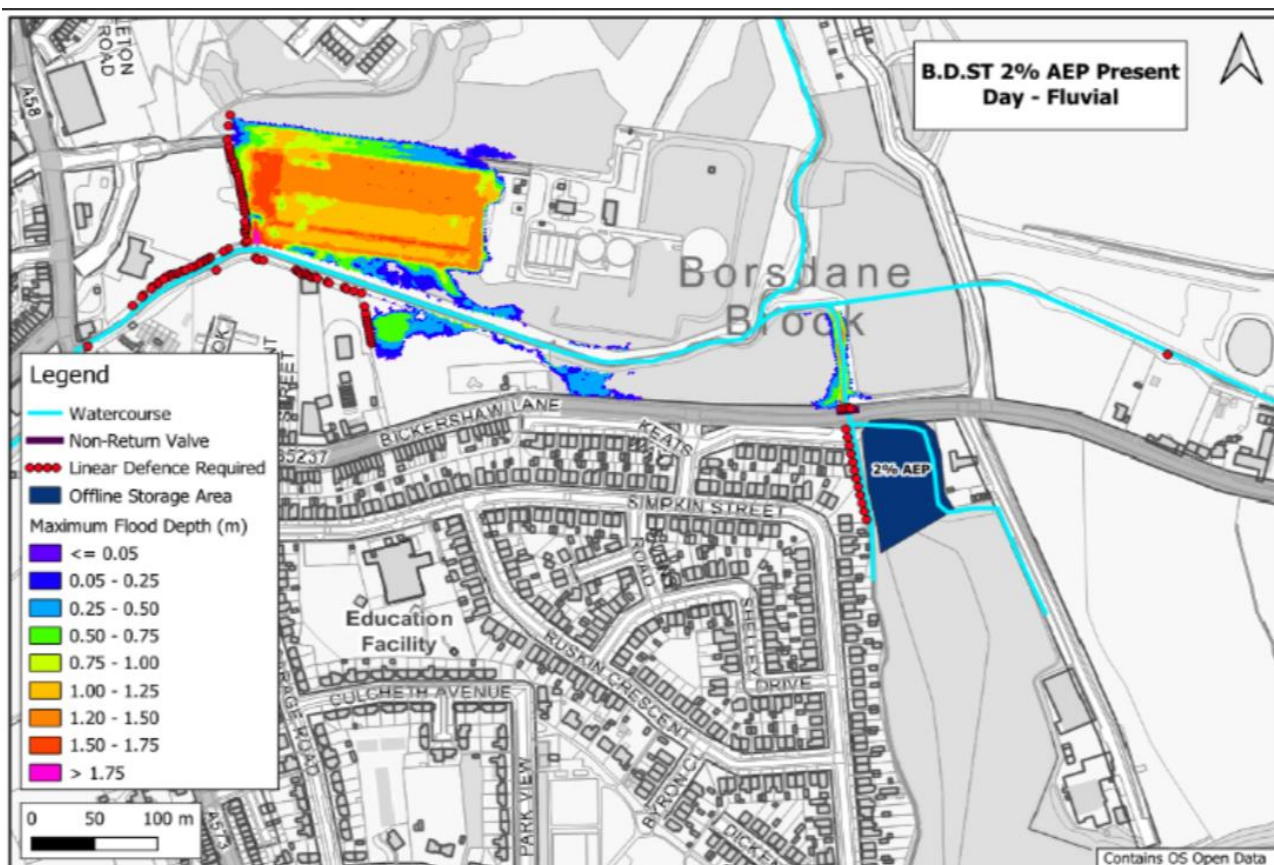 B.D.ST 2% AEP Present
Day - Fluvial
ETON
ROAD
A58
Borsdane
Brook
BICKERSHAW LANE
KEATS
WAY
2% AEP
SIMPKIN STREET
ROAD
SHELLEY
DRIVE
Education
Facility
RUSKIN CRESCENT
CULCHETH AVENUE
PARK VIEW
BYRON C
DICKEN
A573
Legend
Watercourse
Non-Return Valve
Linear Defence Required
Offline Storage Area
Maximum Flood Depth (m)
<= 0.05
0.05 - 0.25
0.25 - 0.50
0.50 - 0.75
0.75 - 1.00
1.00 - 1.25
1.20 - 1.50
1.50 - 1.75
> 1.75
0 50 100 m
Contains OS Open Data